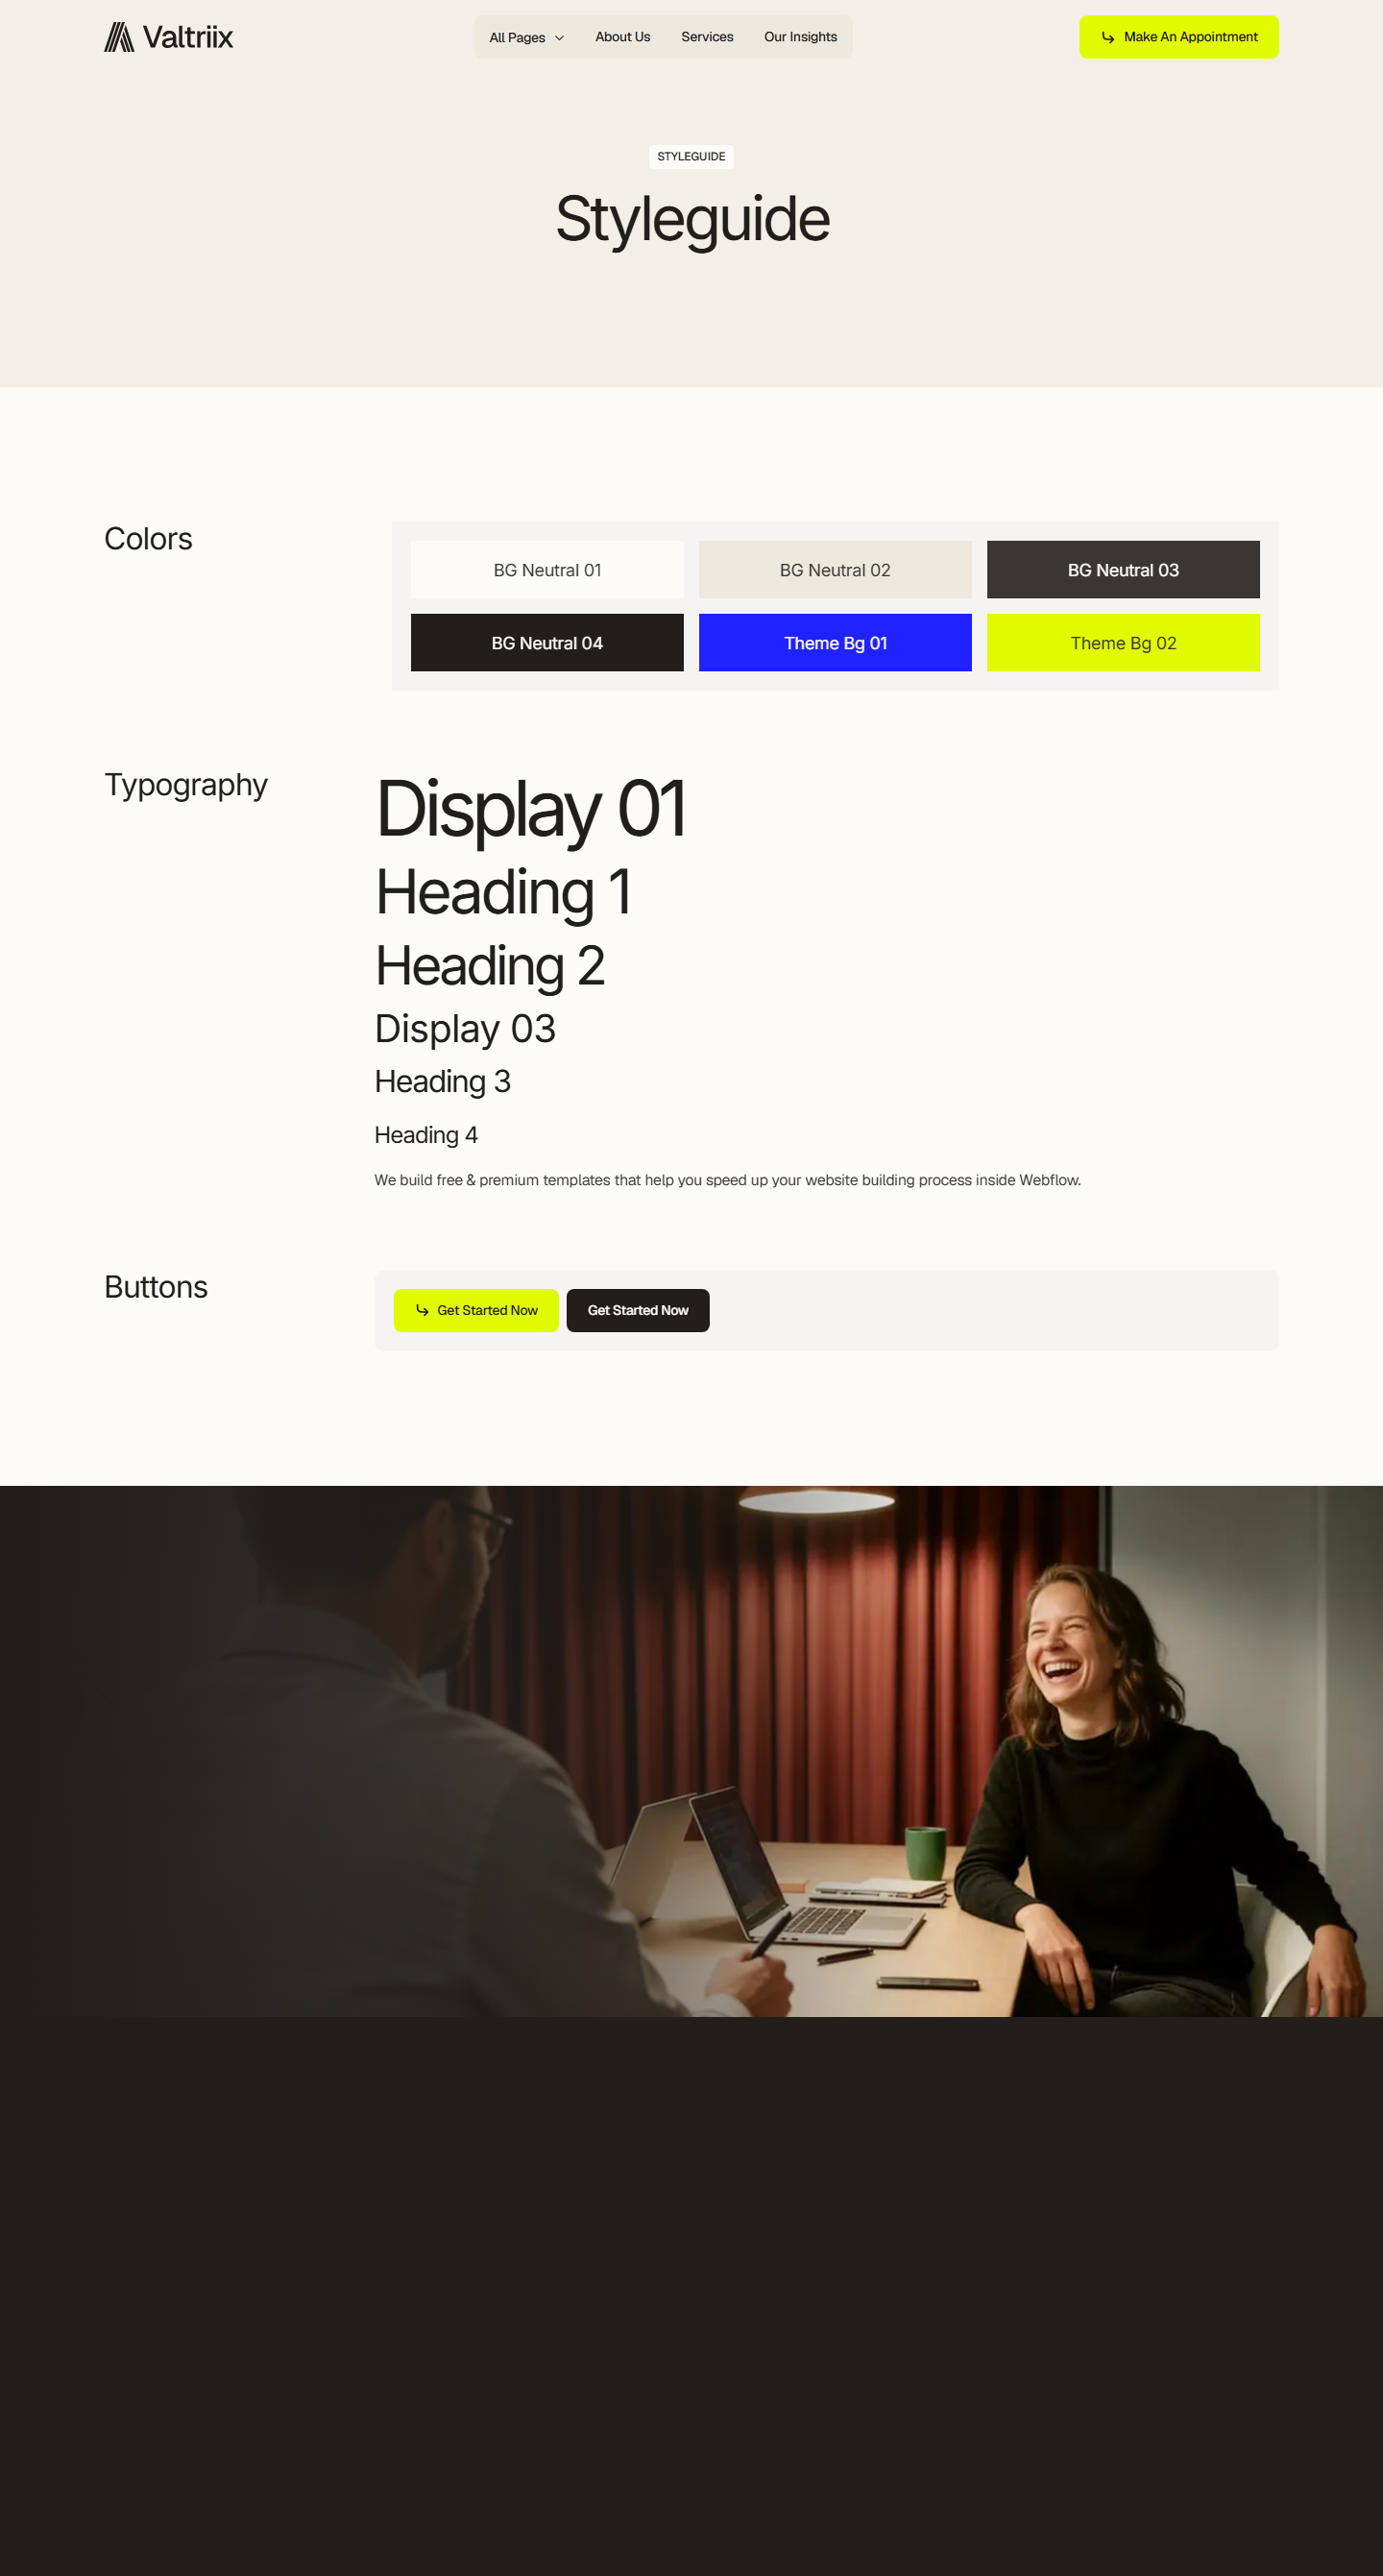 Valtriix
All Pages
About Us
Services
Our Insights
Make An Appointment
STYLEGUIDE
Styleguide
Colors
BG Neutral 01
BG Neutral 02
BG Neutral 03
BG Neutral 04
Theme Bg 01
Theme Bg 02
Typography
Display 01
Heading 1
Heading 2
Display 03
Heading 3
Heading 4
We build free & premium templates that help you speed up your website building process inside Webflow.
Buttons
Get Started Now
Get Started Now